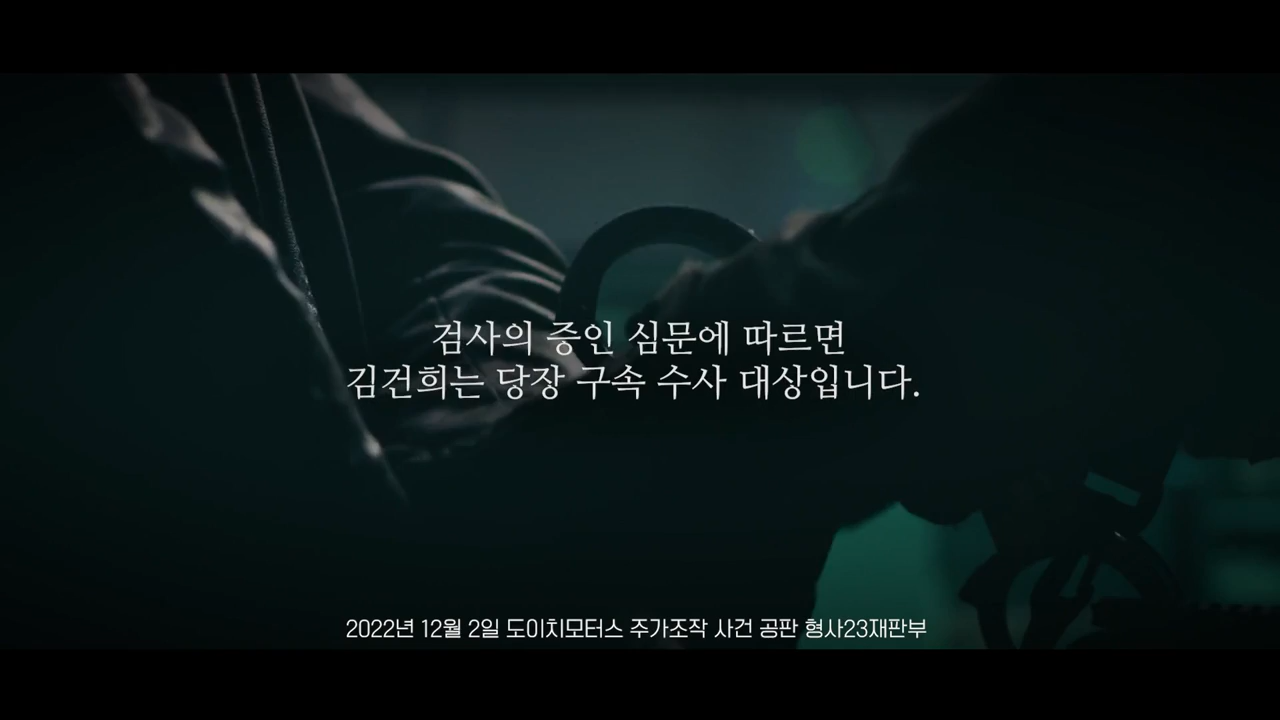 검사의 증인 심문에 따르면
김건희는 당장 구속 수사 대상입니다.
2022년 12월 2일 도이치모터스 주가조작 사건 공판 형사23재판부